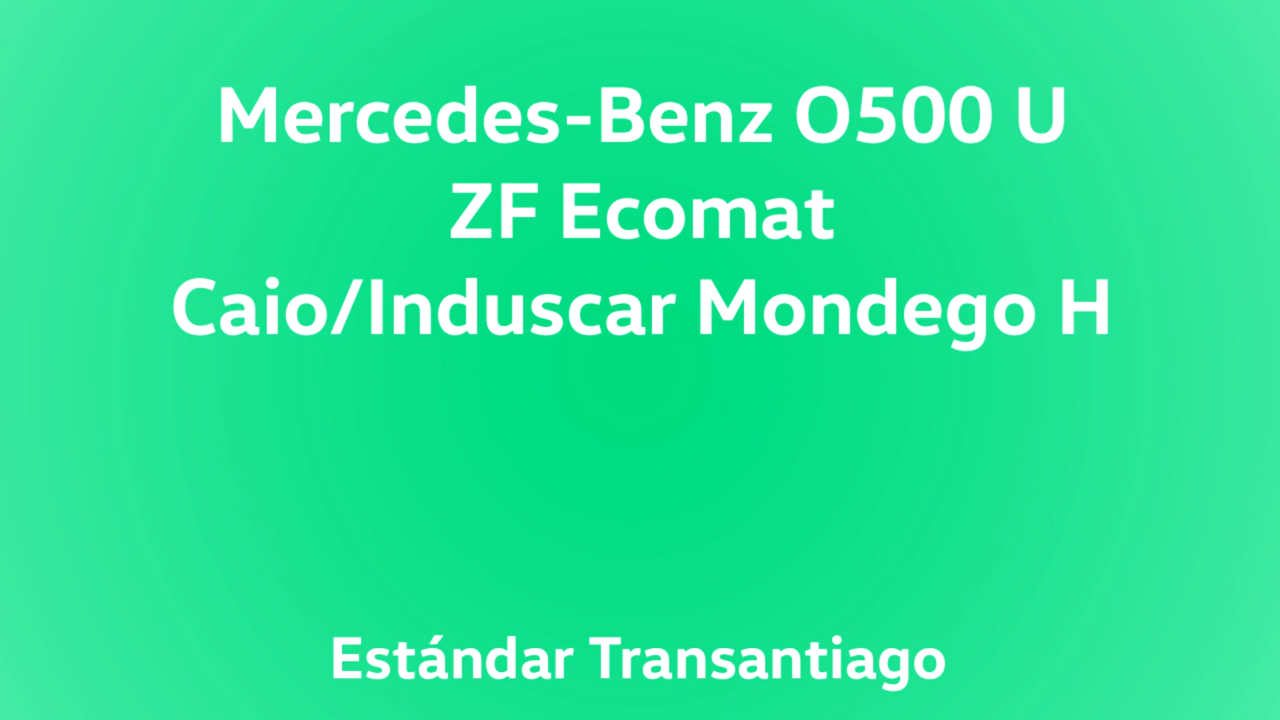 Mercedes-Benz O500 U
ZF Ecomat
Caio/Induscar Mondego H
Estándar Transantiago